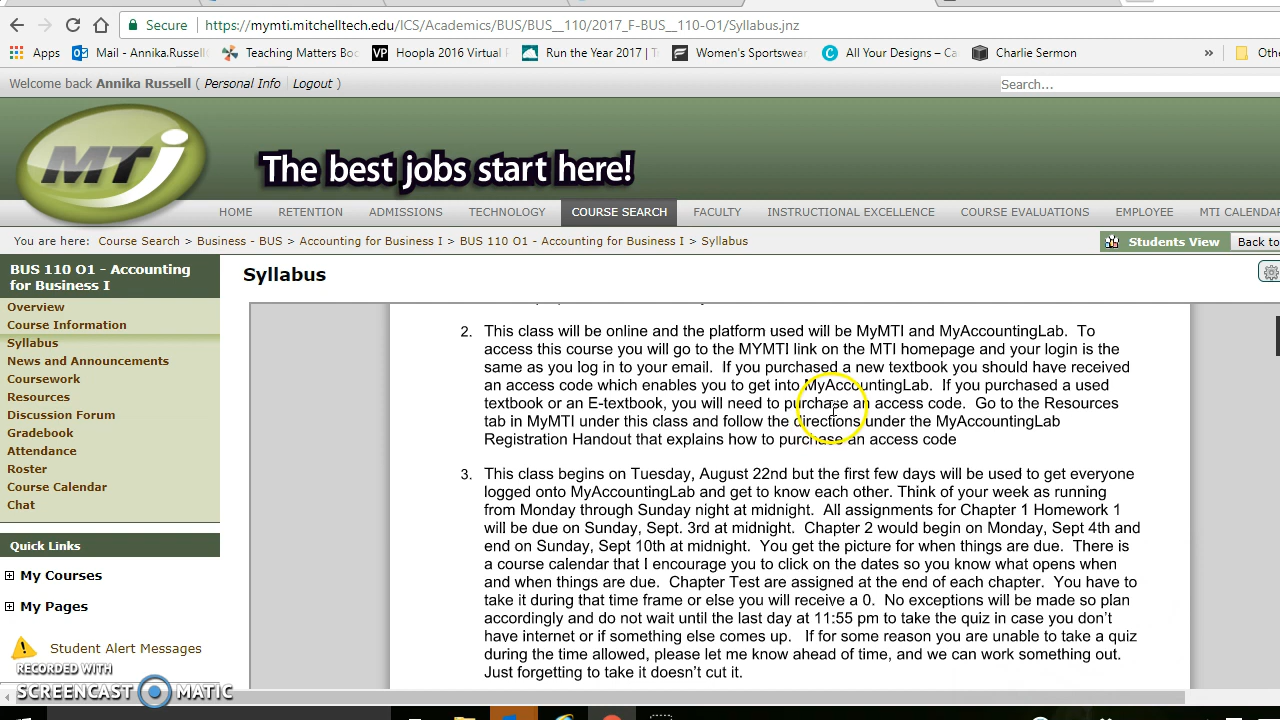 Secure
https://mymti.mitchelltech.edu/ICS/Academics/BUS/BUS__110/2017_F-BUS__110-O1/Syllabus.jnz
Apps
Mail - Annika.Russell
Teaching Matters Bo
Hoopla 2016 Virtual
Run the Year 2017 | T
Women's Sportswear
All Your Designs – Ca
Charlie Sermon
»
Othe
Welcome back Annika Russell ( Personal Info Logout )
Search...
MTi
The best jobs start here!
HOME RETENTION ADMISSIONS TECHNOLOGY COURSE SEARCH FACULTY INSTRUCTIONAL EXCELLENCE COURSE EVALUATIONS EMPLOYEE MTI CALENDAR
You are here: Course Search > Business - BUS > Accounting for Business I > BUS 110 O1 - Accounting for Business I > Syllabus
Students View
Back to
BUS 110 O1 - Accounting
for Business I
Overview
Course Information
Syllabus
News and Announcements
Coursework
Resources
Discussion Forum
Gradebook
Attendance
Roster
Course Calendar
Chat
Quick Links
My Courses
My Pages
Student Alert Messages
RECORDED WITH
SCREENCAST MATIC
Syllabus
2. This class will be online and the platform used will be MyMTI and MyAccountingLab. To
access this course you will go to the MYMTI link on the MTI homepage and your login is the
same as you log in to your email. If you purchased a new textbook you should have received
an access code which enables you to get into MyAccountingLab. If you purchased a used
textbook or an E-textbook, you will need to purchase an access code. Go to the Resources
tab in MyMTI under this class and follow the directions under the MyAccountingLab
Registration Handout that explains how to purchase an access code
3. This class begins on Tuesday, August 22nd but the first few days will be used to get everyone
logged onto MyAccountingLab and get to know each other. Think of your week as running
from Monday through Sunday night at midnight. All assignments for Chapter 1 Homework 1
will be due on Sunday, Sept. 3rd at midnight. Chapter 2 would begin on Monday, Sept 4th and
end on Sunday, Sept 10th at midnight. You get the picture for when things are due. There is
a course calendar that I encourage you to click on the dates so you know what opens when
and when things are due. Chapter Test are assigned at the end of each chapter. You have to
take it during that time frame or else you will receive a 0. No exceptions will be made so plan
accordingly and do not wait until the last day at 11:55 pm to take the quiz in case you don't
have internet or if something else comes up. If for some reason you are unable to take a quiz
during the time allowed, please let me know ahead of time, and we can work something out.
Just forgetting to take it doesn't cut it.